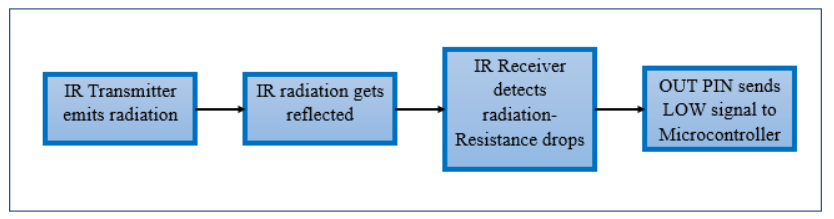 IR Transmitter
emits radiation
IR radiation gets
reflected
IR Receiver
detects
radiation-
Resistance drops
OUT PIN sends
LOW signal to
Microcontroller